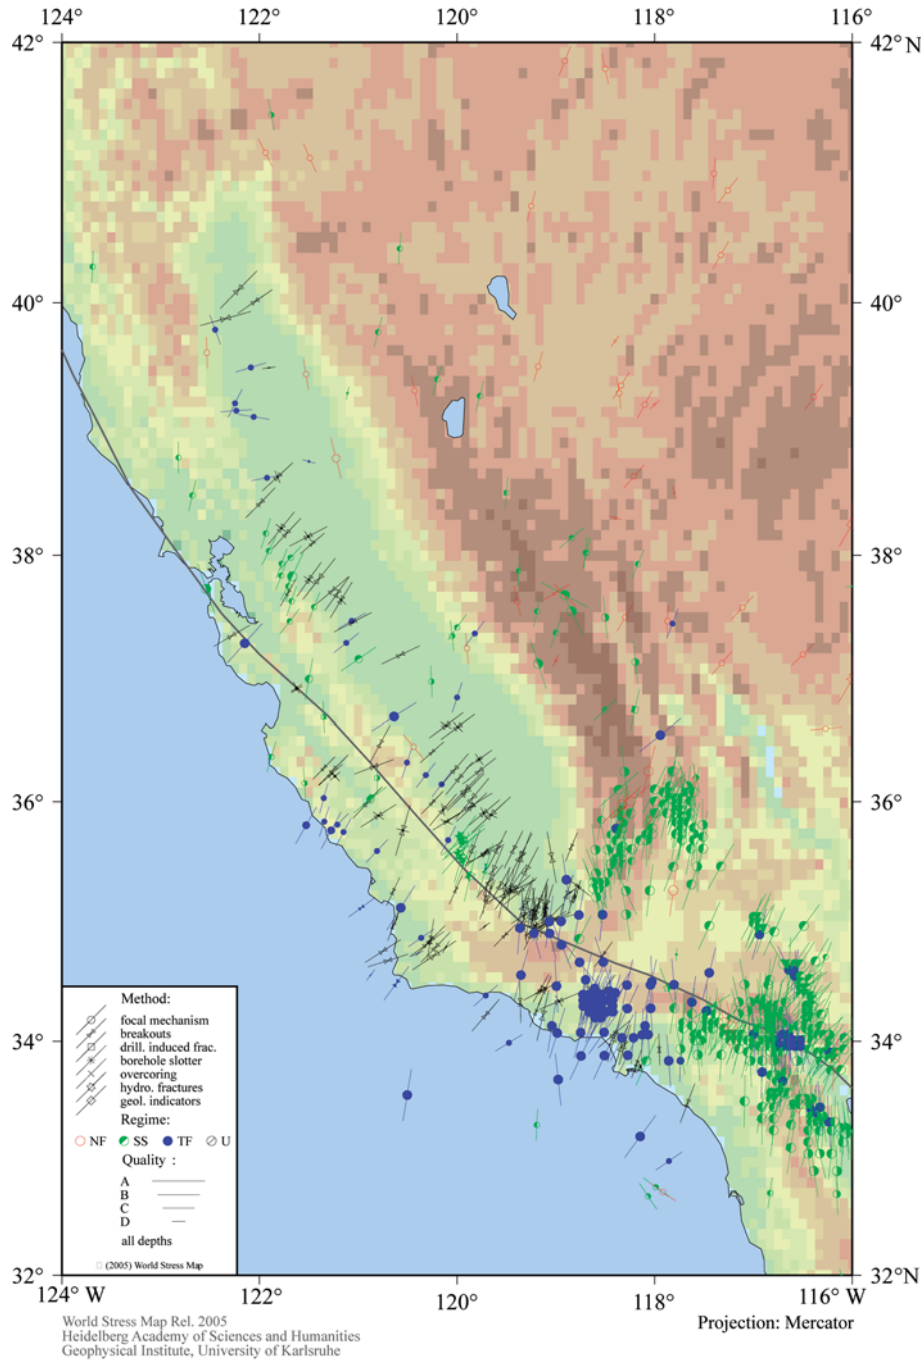 124° 122° 120° 118° 116°
42° 42° N
40° 40°
38° 38°
36° 36°
34° 34°
32° 32°N
124° W 122° 120° 118° 116° W
Method:
focal mechanism
breakouts
drill. induced frac.
borehole slotter
overcoring
hydro. fractures
geol. indicators
Regime:
NF SS TF U
Quality :
A
B
C
D
all depths
(2005) World Stress Map
World Stress Map Rel. 2005
Heidelberg Academy of Sciences and Humanities
Geophysical Institute, University of Karlsruhe
Projection: Mercator